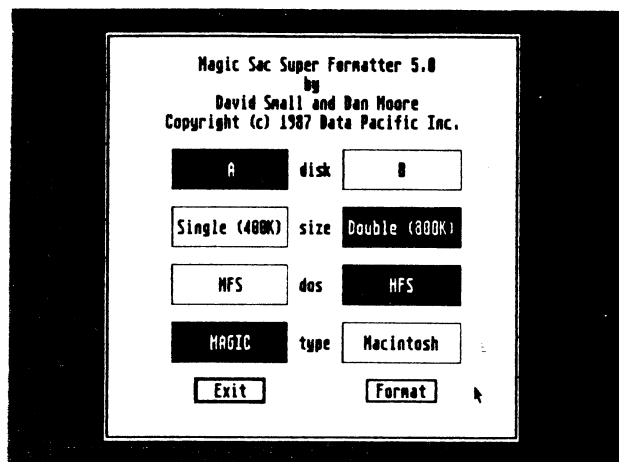 Magic Sac Super Formatter 5.0
by
David Small and Dan Moore
Copyright (c) 1987 Data Pacific Inc.
A disk B
Single (400K) size Double (800K)
MFS dos HFS
MAGIC type Macintosh
Exit Format